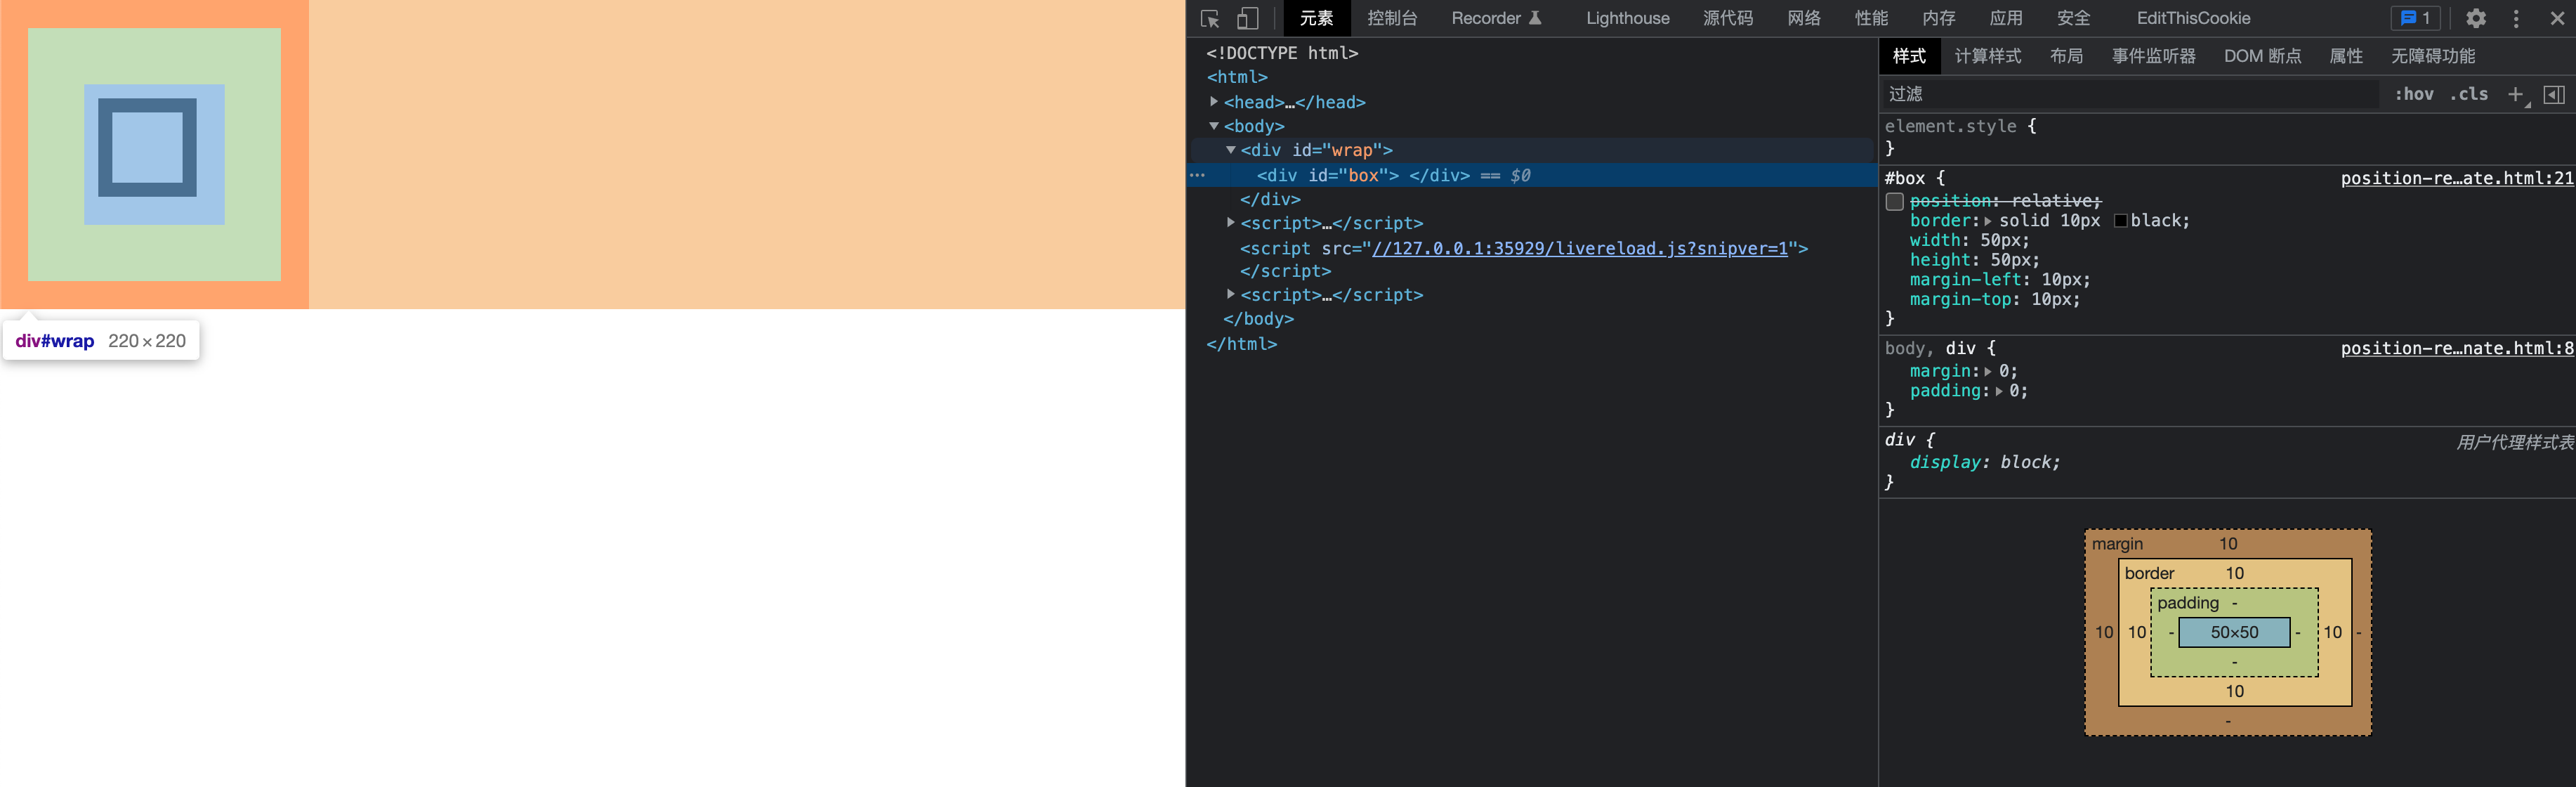 div#wrap 220×220
元素 控制台 Recorder Lighthouse 源代码 网络 性能 内存 应用 安全 EditThisCookie 1
<!DOCTYPE html>
<html>
<head>…</head>
<body>
<div id="wrap">
<div id="box"> </div> == $0
</div>
<script>…</script>
<script src="//127.0.0.1:35929/livereload.js?snipver=1">
</script>
<script>…</script>
</body>
</html>
样式 计算样式 布局 事件监听器 DOM 断点 属性 无障碍功能
过滤 :hov .cls
element.style {
}
#box { position-re…ate.html:21
position: relative;
border: solid 10px black;
width: 50px;
height: 50px;
margin-left: 10px;
margin-top: 10px;
}
body, div { position-re…nate.html:8
margin: 0;
padding: 0;
}
div { 用户代理样式表
display: block;
}
margin 10
border 10
padding -
10 10 - 50×50 - 10 -
-
10
-